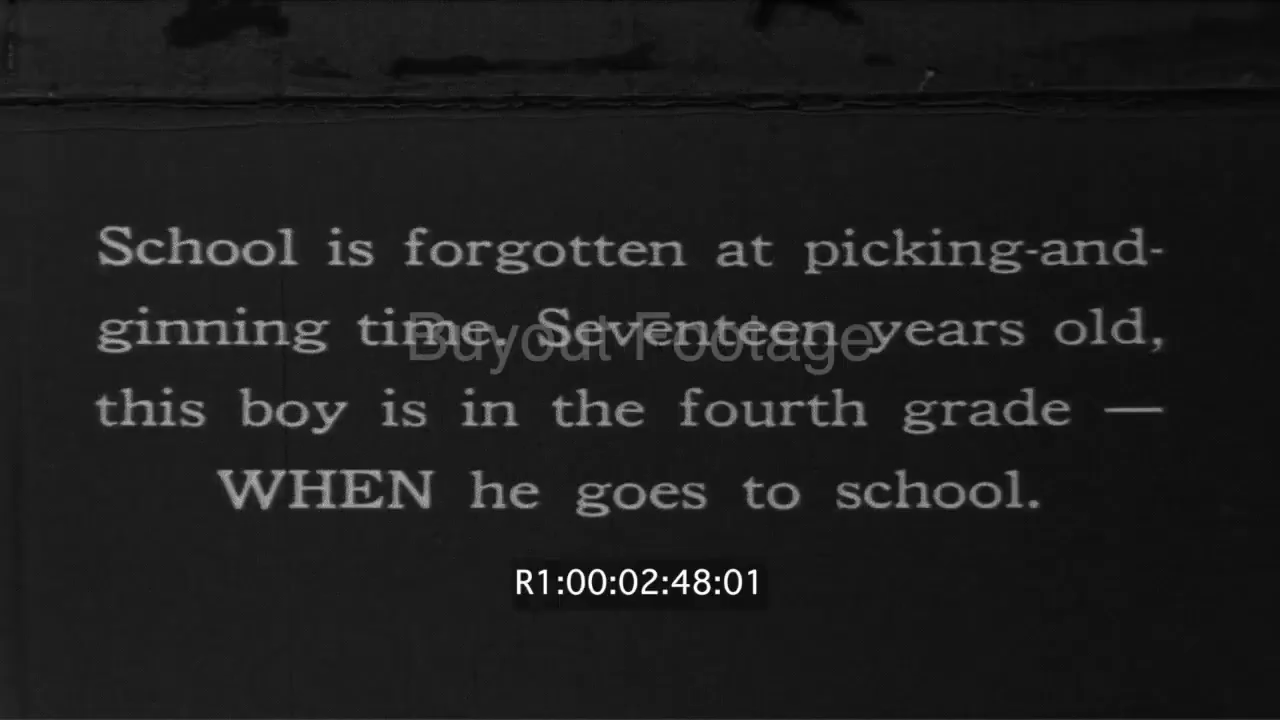 School is forgotten at picking-and-
ginning time. Seventeen years old,
this boy is in the fourth grade —
WHEN he goes to school.
Buyout Footage
R1:00:02:48:01